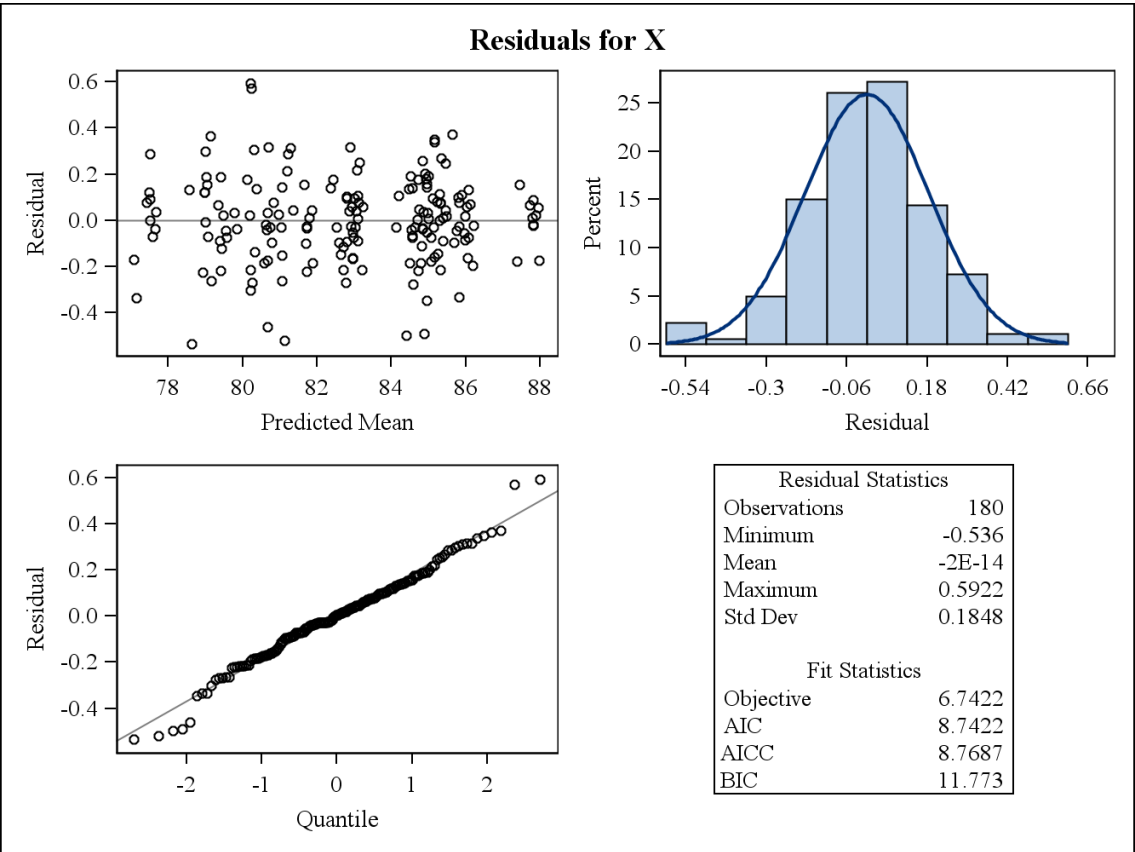 Residuals for X
0.6
0.4
0.2
0.0
-0.2
-0.4
Residual
78 80 82 84 86 88
Predicted Mean
25
20
15
10
5
0
Percent
-0.54 -0.3 -0.06 0.18 0.42 0.66
Residual
0.6
0.4
0.2
0.0
-0.2
-0.4
Residual
-2 -1 0 1 2
Quantile
Residual Statistics
Observations 180
Minimum -0.536
Mean -2E-14
Maximum 0.5922
Std Dev 0.1848
Fit Statistics
Objective 6.7422
AIC 8.7422
AICC 8.7687
BIC 11.773